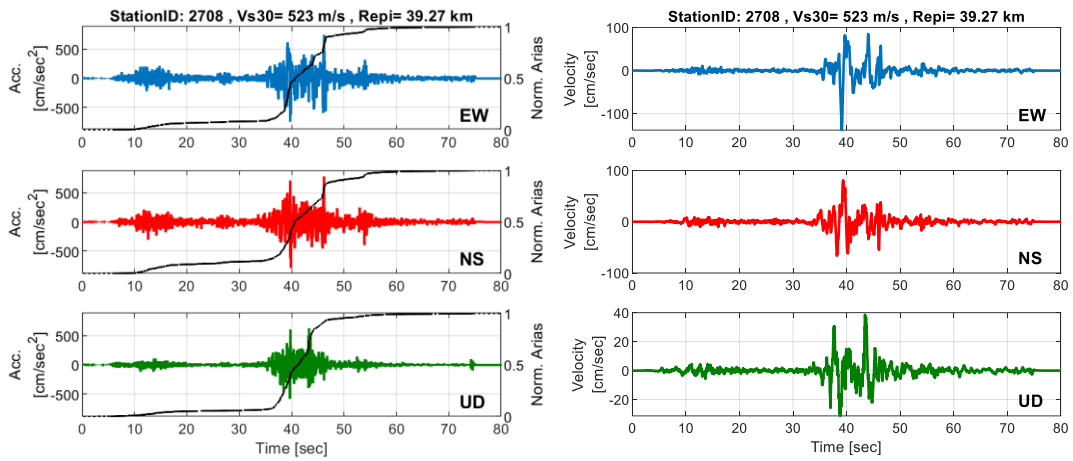 StationID: 2708 , Vs30= 523 m/s , Repi= 39.27 km
Acc.
[cm/sec2]
500
0
-500
1
0.5
0
Norm. Arias
EW
0 10 20 30 40 50 60 70 80
Acc.
[cm/sec2]
500
0
-500
1
0.5
0
Norm. Arias
NS
0 10 20 30 40 50 60 70 80
Acc.
[cm/sec2]
500
0
-500
1
0.5
0
Norm. Arias
UD
0 10 20 30 40 50 60 70 80
Time [sec]
StationID: 2708 , Vs30= 523 m/s , Repi= 39.27 km
Velocity
[cm/sec]
100
0
-100
EW
0 10 20 30 40 50 60 70 80
Velocity
[cm/sec]
100
0
-100
NS
0 10 20 30 40 50 60 70 80
Velocity
[cm/sec]
40
20
0
-20
UD
0 10 20 30 40 50 60 70 80
Time [sec]